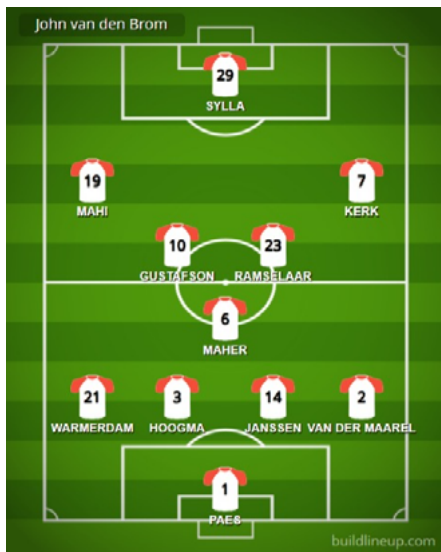 John van den Brom
29
SYLLA
19
MAHI
7
KERK
10
GUSTAFSON
23
RAMSELAAR
6
MAHER
21
WARMERDAM
3
HOOGMA
14
JANSSEN
2
VAN DER MAAREL
1
PAES
buildlineup.com